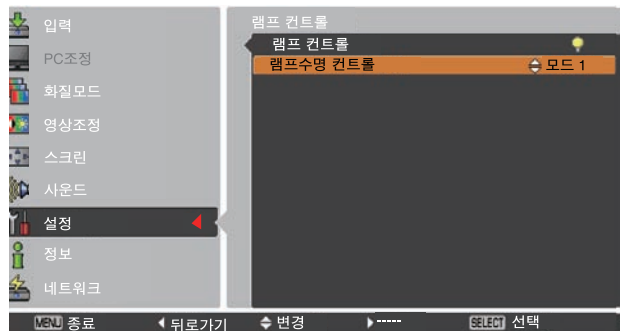 입력
PC조정
화질모드
영상조정
스크린
사운드
설정
정보
네트워크
램프 컨트롤
램프 컨트롤
램프수명 컨트롤 모드 1
MENU 종료 뒤로가기 변경 ----- SELECT 선택